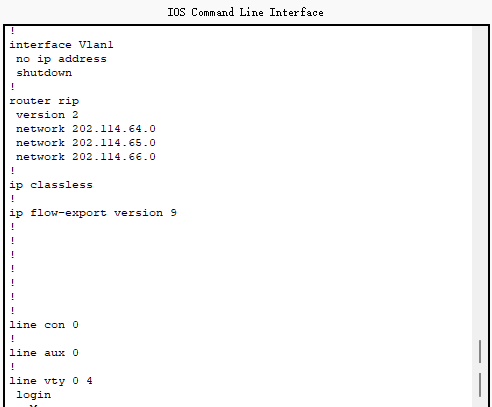 IOS Command Line Interface
!
interface Vlan1
 no ip address
 shutdown
!
router rip
 version 2
 network 202.114.64.0
 network 202.114.65.0
 network 202.114.66.0
!
ip classless
!
ip flow-export version 9
!
!
!
!
!
!
!
line con 0
!
line aux 0
!
line vty 0 4
 login